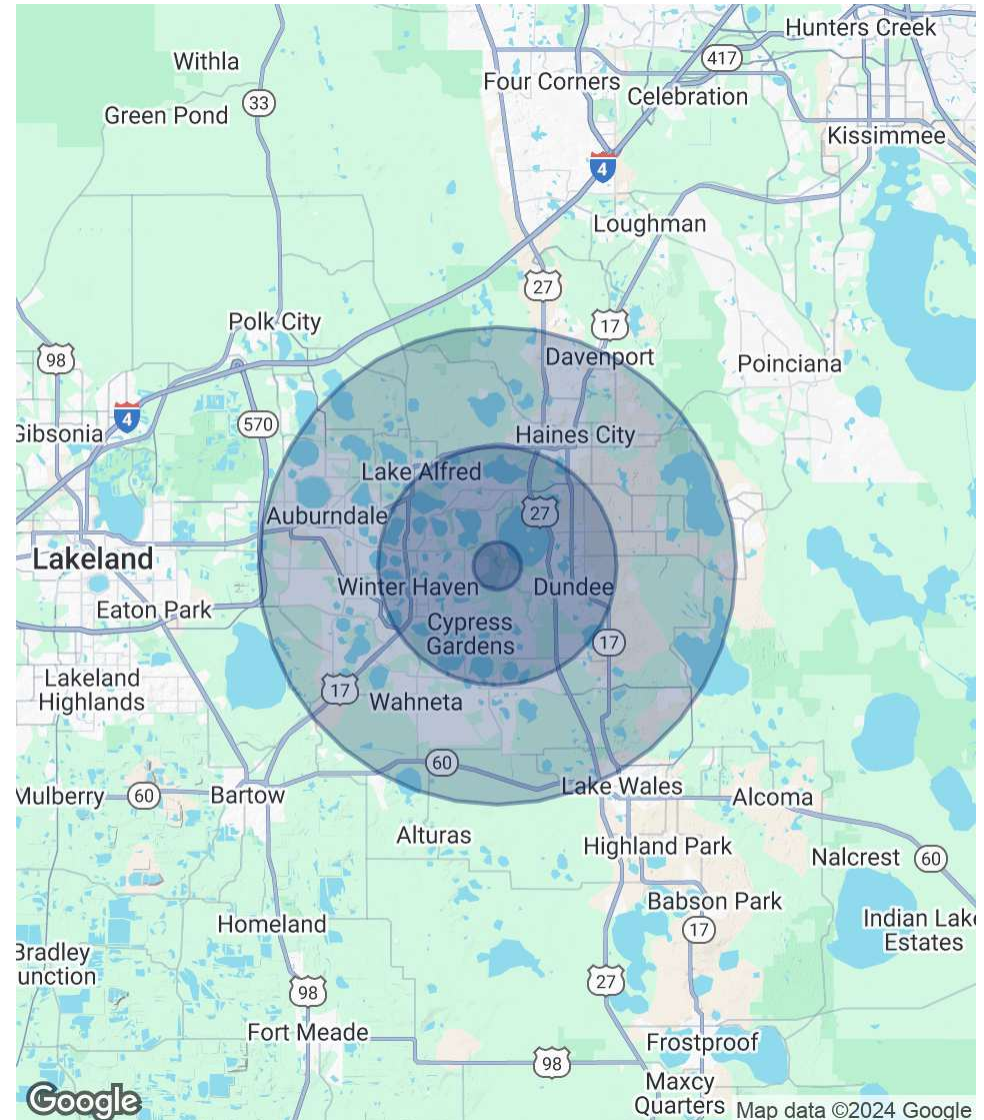 Hunters Creek
Withla
417
Four Corners
Celebration
33
Green Pond
Kissimmee
4
Loughman
27
17
Polk City
98
Davenport
Poinciana
4
570
Gibsonia
Haines City
Lake Alfred
27
Auburndale
Lakeland
Winter Haven
Dundee
Eaton Park
Cypress
Gardens
17
Lakeland
Highlands
17
Wahneta
60
Lake Wales
Mulberry
60
Bartow
Alcoma
Alturas
Highland Park
Nalcrest
60
Babson Park
Homeland
17
Indian Lake
Estates
Bradley
unction
27
98
Fort Meade
Frostproof
98
Maxcy
Quarters
Google
Map data ©2024 Google